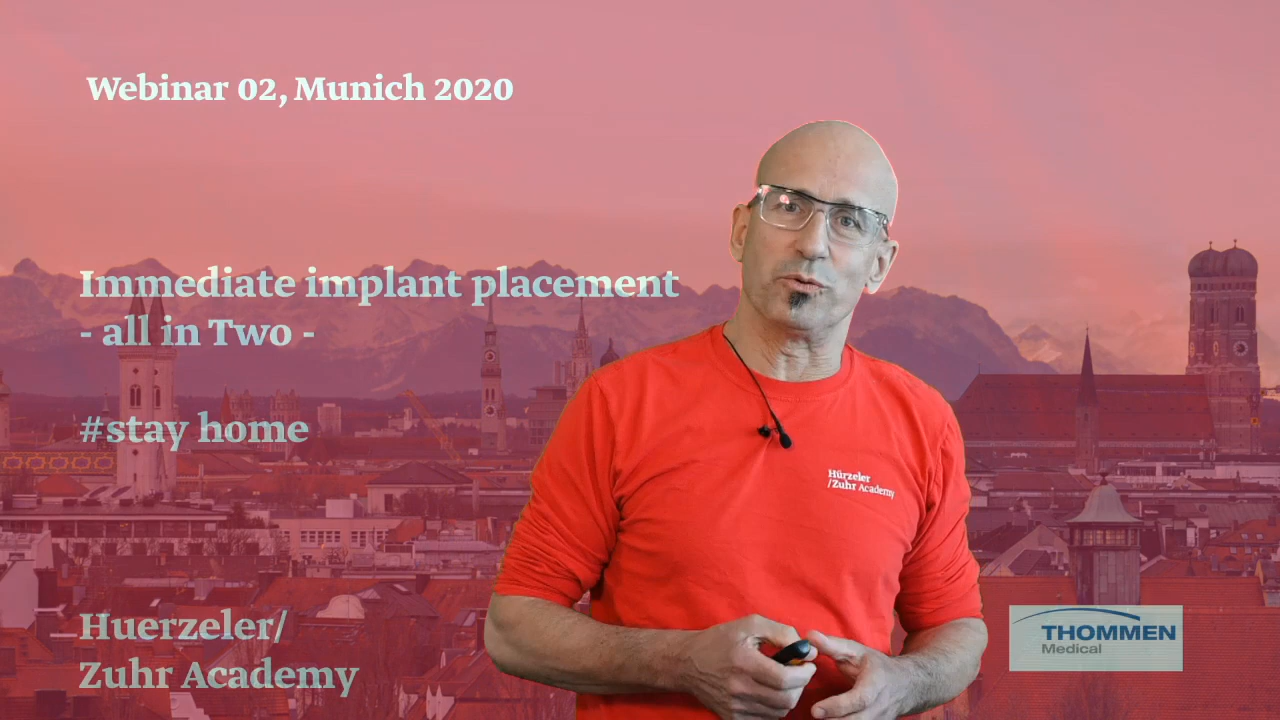 Webinar 02, Munich 2020
Immediate implant placement
- all in Two -
#stay home
Hürzeler
/Zuhr Academy
Huerzeler/
Zuhr Academy
THOMMEN
Medical